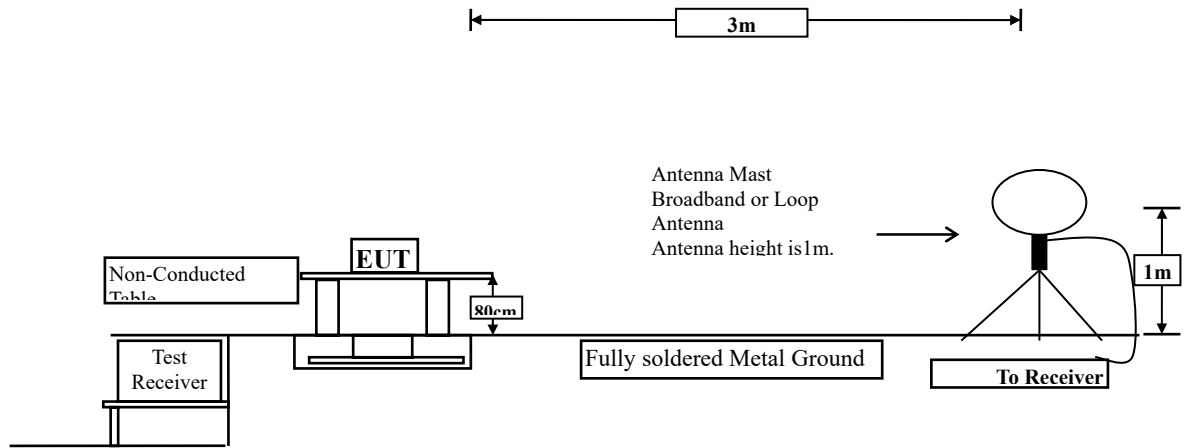 3m
Antenna Mast
Broadband or Loop
Antenna
Antenna height is1m.
EUT
Non-Conducted
Table
80cm
1m
Fully soldered Metal Ground
Test
Receiver
To Receiver